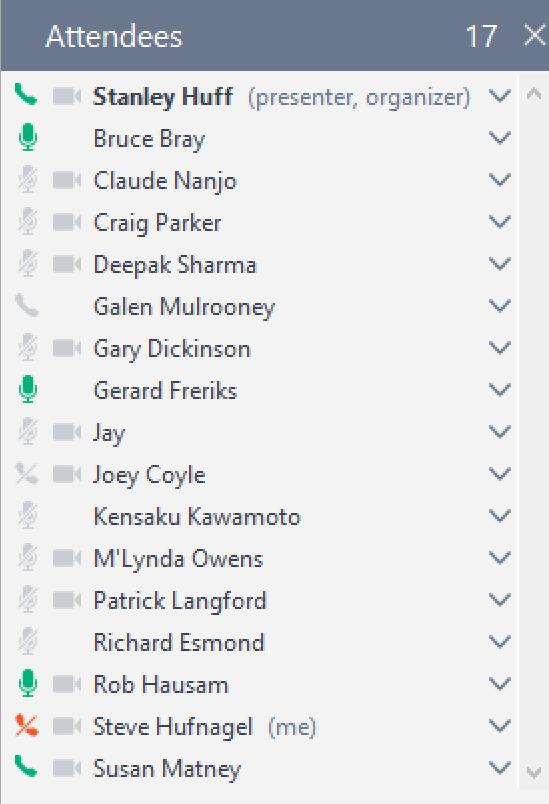 Attendees 17
Stanley Huff (presenter, organizer)
Bruce Bray
Claude Nanjo
Craig Parker
Deepak Sharma
Galen Mulrooney
Gary Dickinson
Gerard Freriks
Jay
Joey Coyle
Kensaku Kawamoto
M'Lynda Owens
Patrick Langford
Richard Esmond
Rob Hausam
Steve Hufnagel (me)
Susan Matney